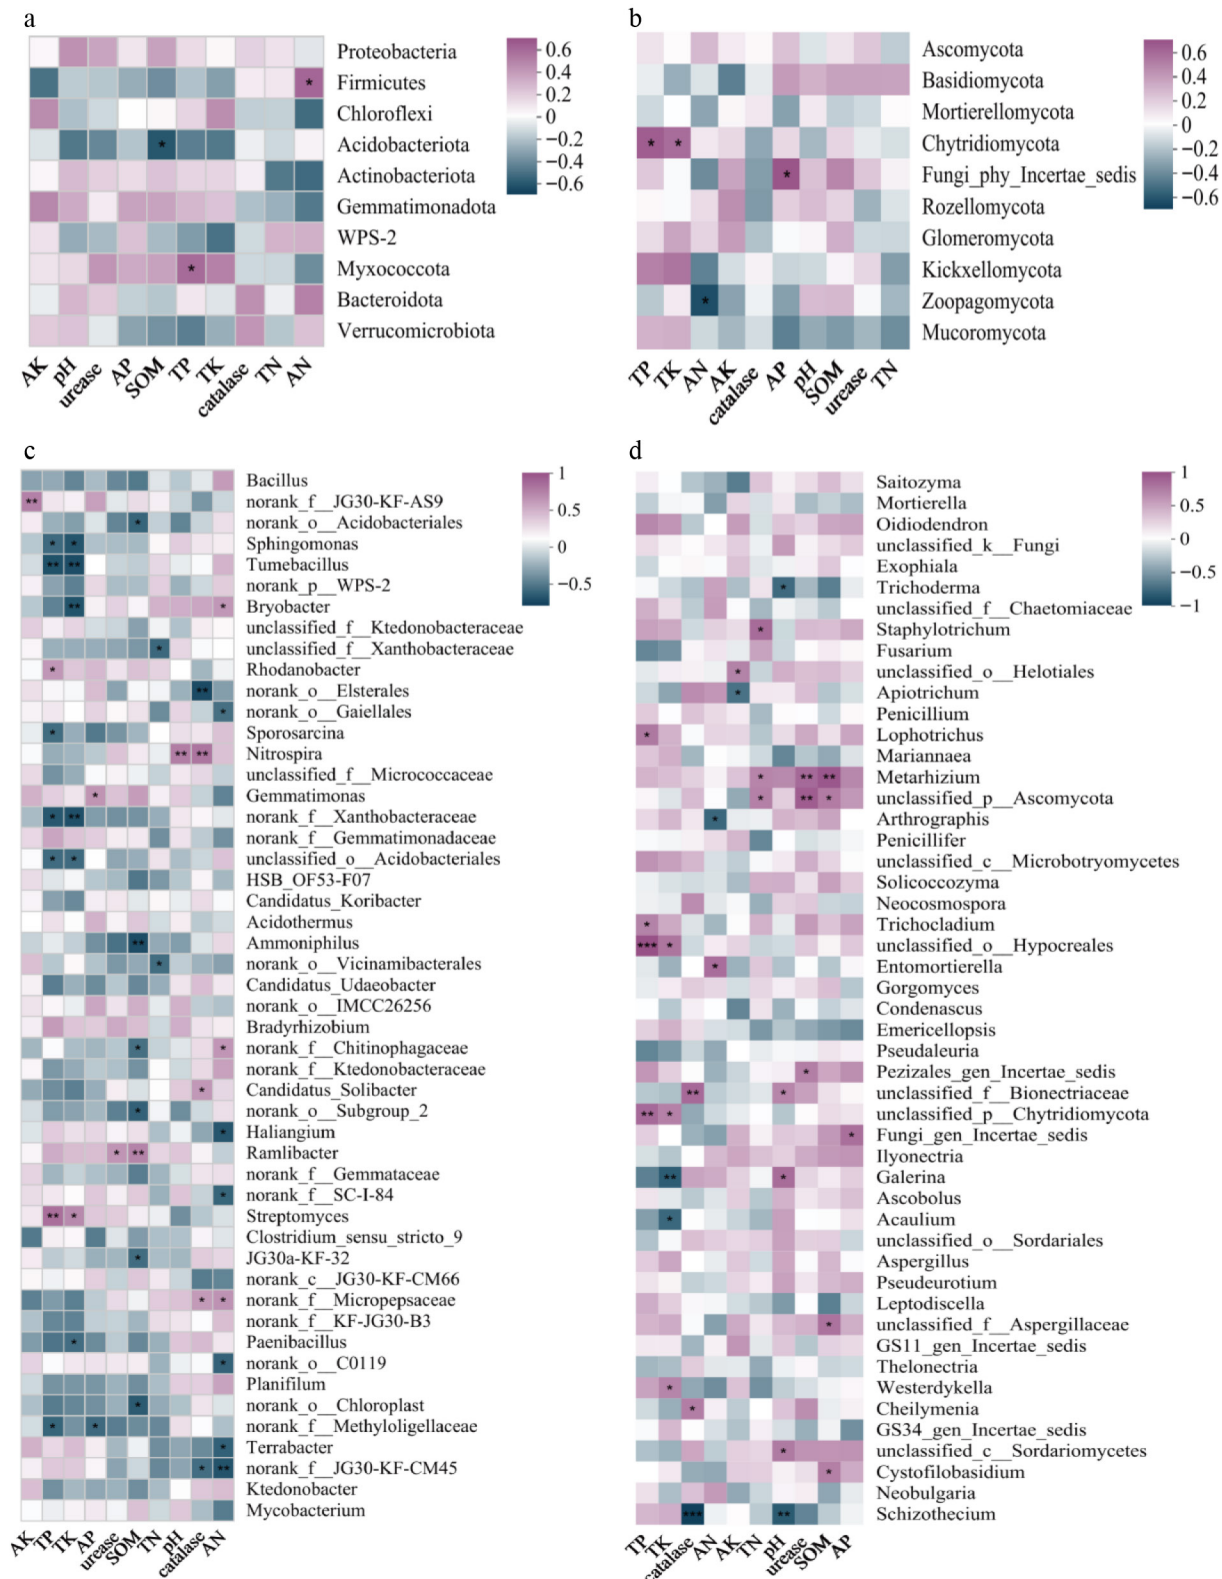 a
Proteobacteria
Firmicutes
Chloroflexi
Acidobacteriota
Actinobacteriota
Gemmatimonadota
WPS-2
Myxococcota
Bacteroidota
Verrucomicrobiota
0.6
0.4
0.2
0
−0.2
−0.4
−0.6
*
*
*
AK
pH
urease
AP
SOM
TP
TK
catalase
TN
AN
b
Ascomycota
Basidiomycota
Mortierellomycota
Chytridiomycota
Fungi_phy_Incertae_sedis
Rozellomycota
Glomeromycota
Kickxellomycota
Zoopagomycota
Mucoromycota
0.6
0.4
0.2
0
−0.2
−0.4
−0.6
* *
*
*
TP
TK
AN
AK
catalase
AP
pH
SOM
urease
TN
c
Bacillus
norank_f__JG30-KF-AS9
norank_o__Acidobacteriales
Sphingomonas
Tumebacillus
norank_p__WPS-2
Bryobacter
unclassified_f__Ktedonobacteraceae
unclassified_f__Xanthobacteraceae
Rhodanobacter
norank_o__Elsterales
norank_o__Gaiellales
Sporosarcina
Nitrospira
unclassified_f__Micrococcaceae
Gemmatimonas
norank_f__Xanthobacteraceae
norank_f__Gemmatimonadaceae
unclassified_o__Acidobacteriales
HSB_OF53-F07
Candidatus_Koribacter
Acidothermus
Ammoniphilus
norank_o__Vicinamibacterales
Candidatus_Udaeobacter
norank_o__IMCC26256
Bradyrhizobium
norank_f__Chitinophagaceae
norank_f__Ktedonobacteraceae
Candidatus_Solibacter
norank_o__Subgroup_2
Haliangium
Ramlibacter
norank_f__Gemmataceae
norank_f__SC-I-84
Streptomyces
Clostridium_sensu_stricto_9
JG30a-KF-32
norank_c__JG30-KF-CM66
norank_f__Micropepsaceae
norank_f__KF-JG30-B3
Paenibacillus
norank_o__C0119
Planifilum
norank_o__Chloroplast
norank_f__Methyloligellaceae
Terrabacter
norank_f__JG30-KF-CM45
Ktedonobacter
Mycobacterium
1
0.5
0
−0.5
AK
TP
TK
AP
urease
SOM
TN
pH
catalase
AN
d
Saitozyma
Mortierella
Oidiodendron
unclassified_k__Fungi
Exophiala
Trichoderma
unclassified_f__Chaetomiaceae
Staphylotrichum
Fusarium
unclassified_o__Helotiales
Apiotrichum
Penicillium
Lophotrichus
Mariannaea
Metarhizium
unclassified_p__Ascomycota
Arthrographis
Penicillifer
unclassified_c__Microbotryomycetes
Solicoccozyma
Neocosmospora
Trichocladium
unclassified_o__Hypocreales
Entomortierella
Gorgomyces
Condenascus
Emericellopsis
Pseudaleuria
Pezizales_gen_Incertae_sedis
unclassified_f__Bionectriaceae
unclassified_p__Chytridiomycota
Fungi_gen_Incertae_sedis
Ilyonectria
Galerina
Ascobolus
Acaulium
unclassified_o__Sordariales
Aspergillus
Pseudeurotium
Leptodiscella
unclassified_f__Aspergillaceae
GS11_gen_Incertae_sedis
Thelonectria
Westerdykella
Cheilymenia
GS34_gen_Incertae_sedis
unclassified_c__Sordariomycetes
Cystofilobasidium
Neobulgaria
Schizothecium
1
0.5
0
−0.5
−1
TP
TK
catalase
AN
AK
TN
pH
urease
SOM
AP